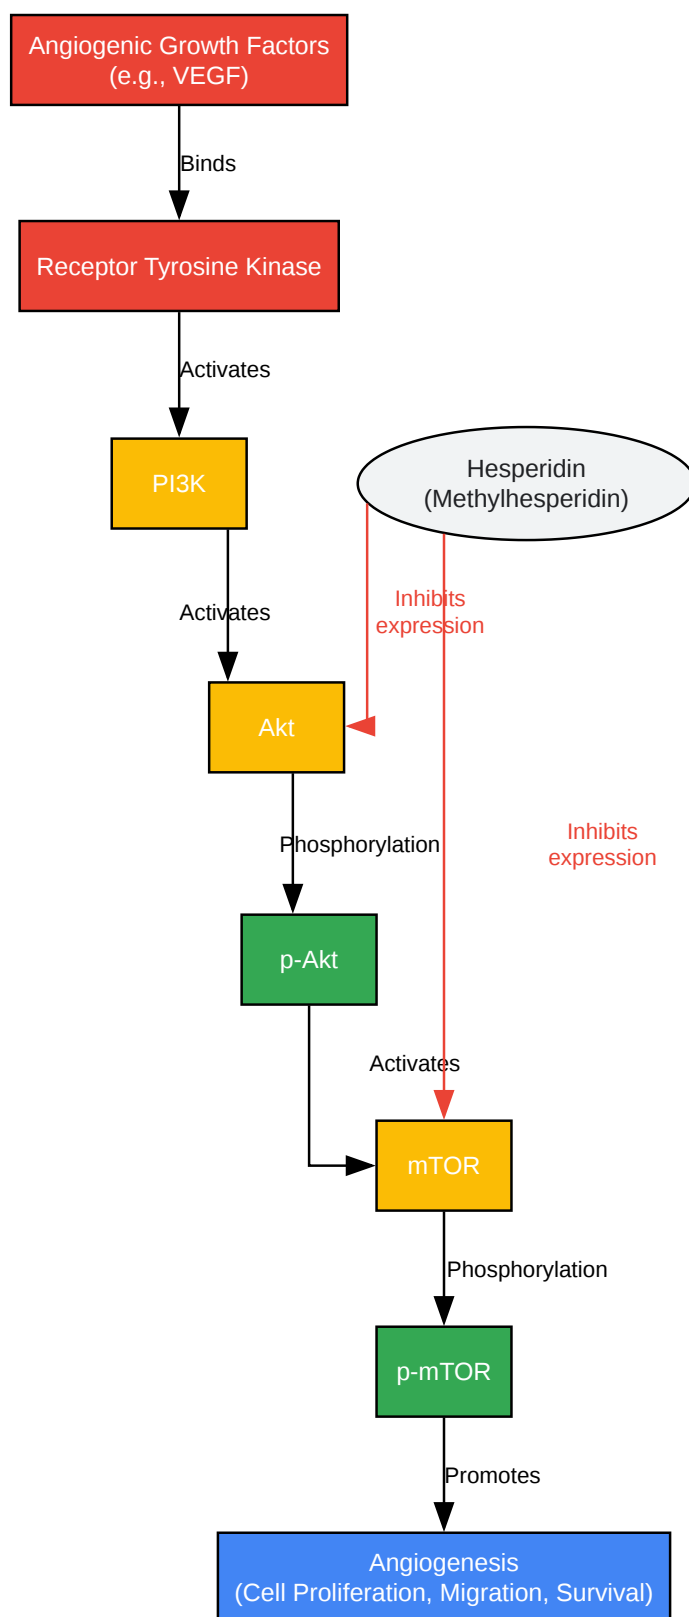 Angiogenic Growth Factors
(e.g., VEGF)
Binds
Receptor Tyrosine Kinase
Activates
PI3K
Hesperidin
(Methylhesperidin)
Activates
Inhibits
expression
Akt
Phosphorylation
Inhibits
expression
p-Akt
Activates
mTOR
Phosphorylation
p-mTOR
Promotes
Angiogenesis
(Cell Proliferation, Migration, Survival)